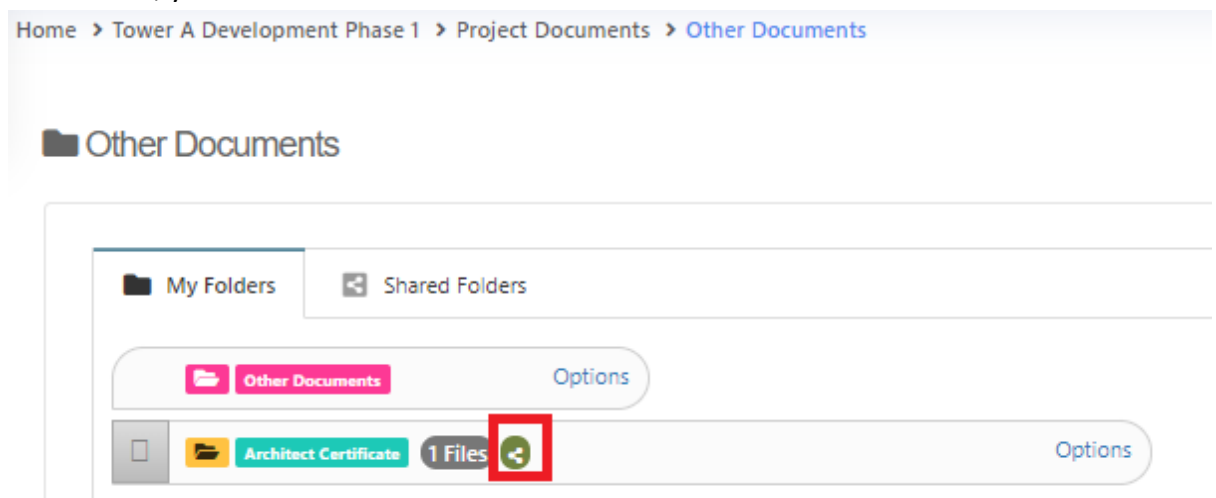 Home > Tower A Development Phase 1 > Project Documents > Other Documents
Other Documents
My Folders Shared Folders
Other Documents Options
Architect Certificate 1 Files Options